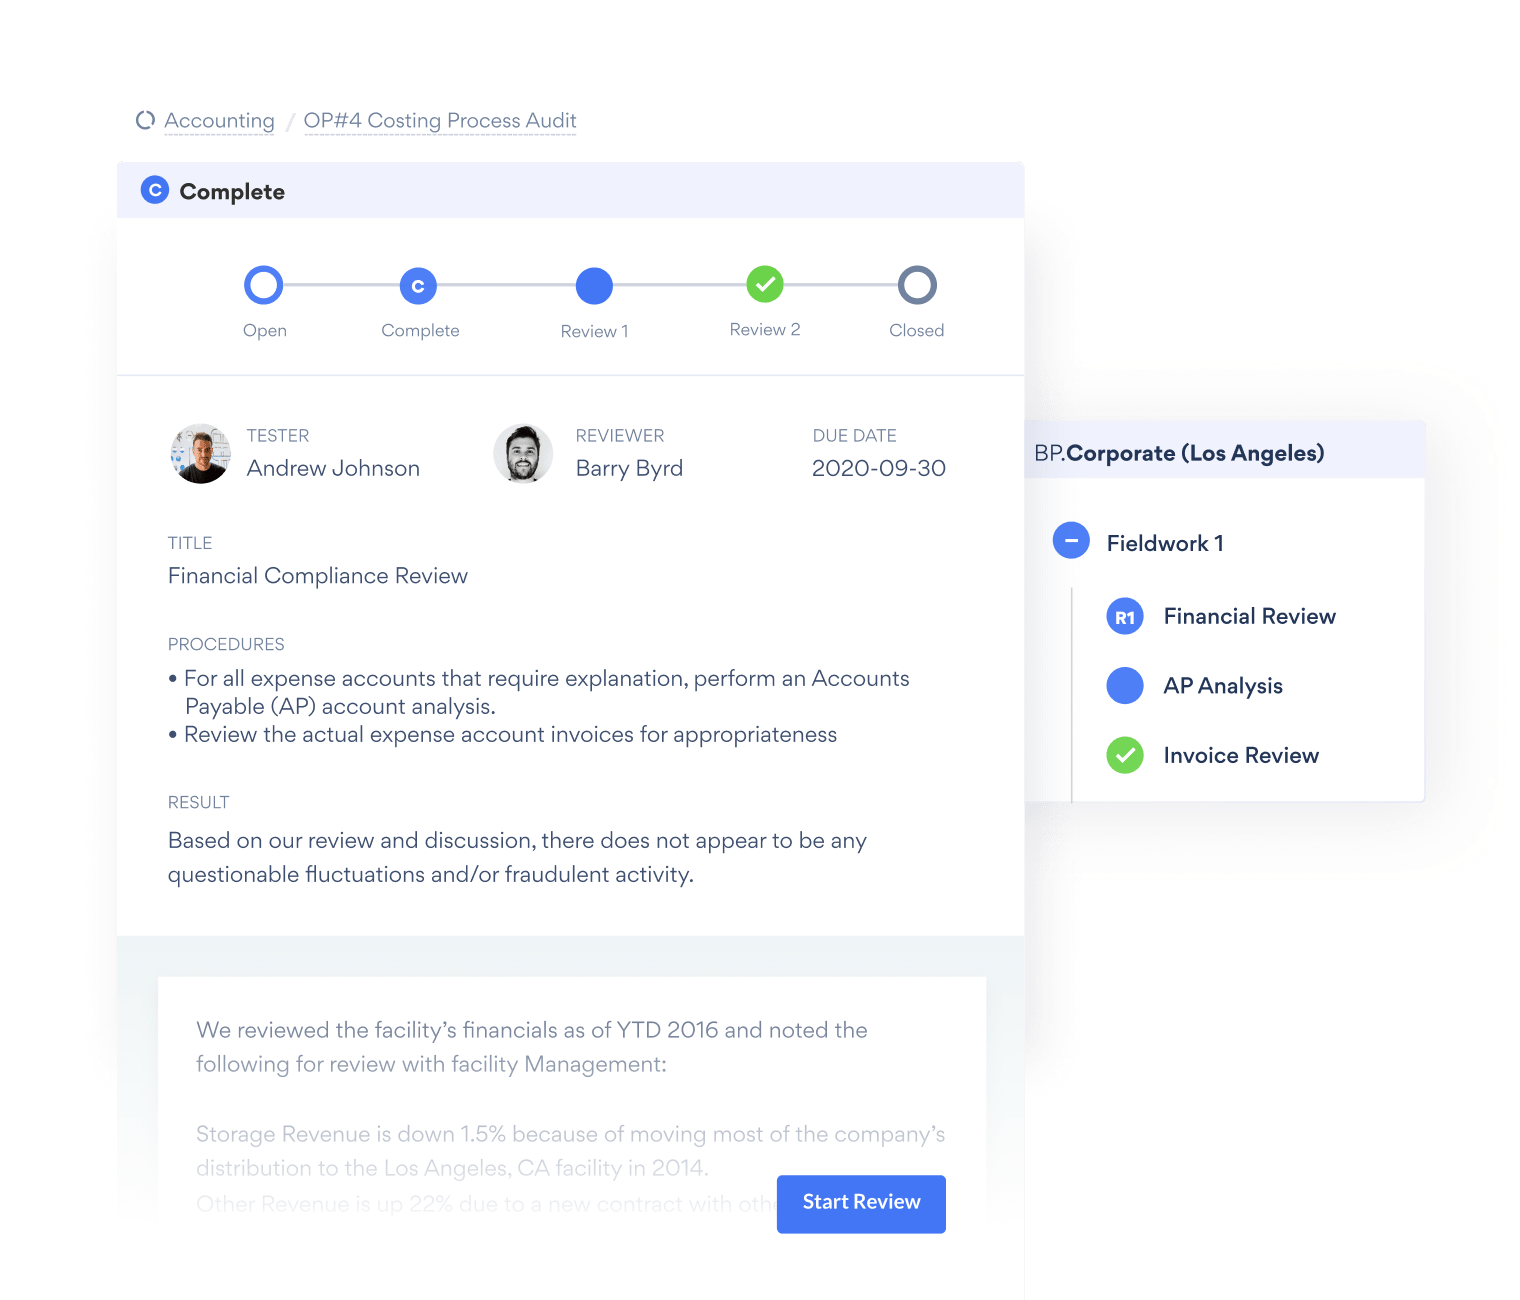 Accounting / OP#4 Costing Process Audit
C Complete
C
Open Complete Review 1 Review 2 Closed
TESTER
Andrew Johnson
REVIEWER
Barry Byrd
DUE DATE
2020-09-30
TITLE
Financial Compliance Review
PROCEDURES
• For all expense accounts that require explanation, perform an Accounts
Payable (AP) account analysis.
• Review the actual expense account invoices for appropriateness
RESULT
Based on our review and discussion, there does not appear to be any
questionable fluctuations and/or fraudulent activity.
We reviewed the facility’s financials as of YTD 2016 and noted the
following for review with facility Management:
Storage Revenue is down 1.5% because of moving most of the company’s
distribution to the Los Angeles, CA facility in 2014.
Other Revenue is up 22% due to a new contract with
Start Review
BP.Corporate (Los Angeles)
Fieldwork 1
R1 Financial Review
AP Analysis
Invoice Review